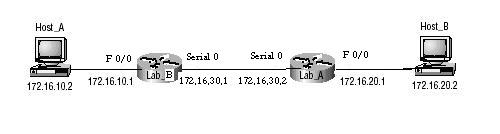 Host_A
Host_B
F 0/0
Serial 0
Serial 0
F 0/0
Lab_B
Lab_A
172.16.10.2
172.16.10.1
172.16.30.1
172.16.30.2
172.16.20.1
172.16.20.2